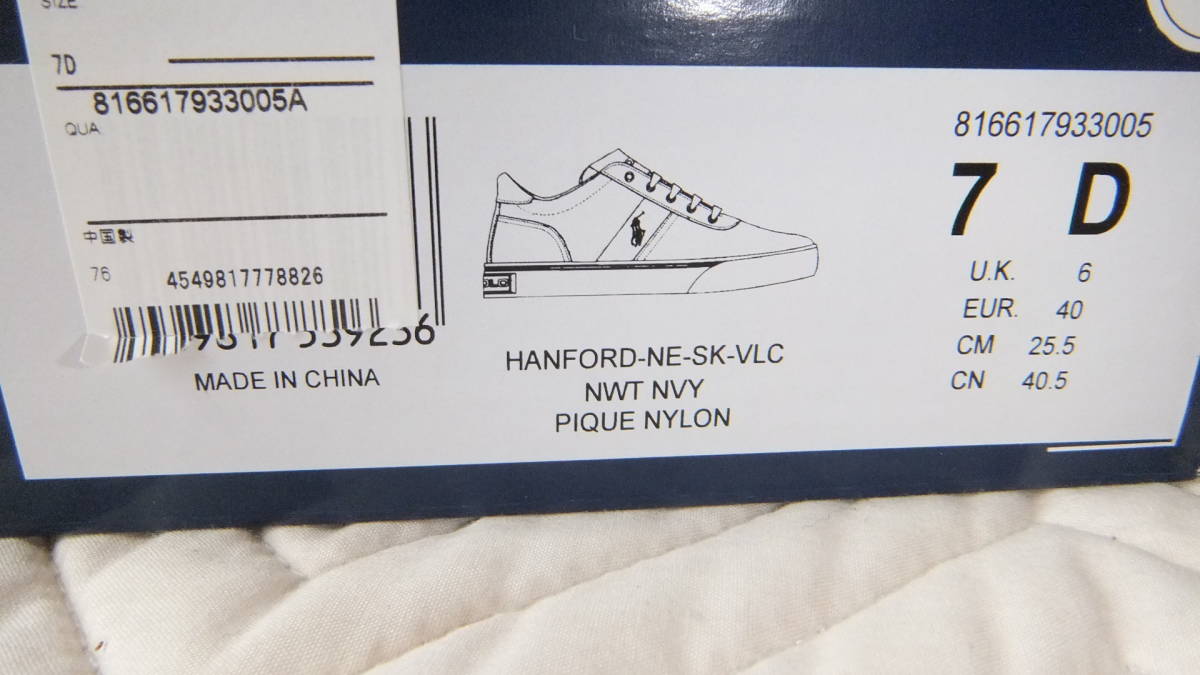 SIZE
7D
816617933005A
QUA
中国製
76
4549817778826
MADE IN CHINA
HANFORD-NE-SK-VLC
NWT NVY
PIQUE NYLON
816617933005
7 D
U.K. 6
EUR. 40
CM 25.5
CN 40.5